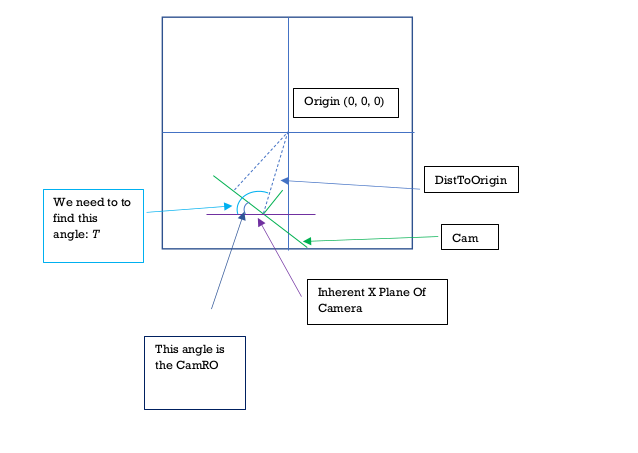 Origin (0, 0, 0)
DistToOrigin
We need to to
find this
angle: T
Cam
Inherent X Plane Of
Camera
This angle is
the CamRO